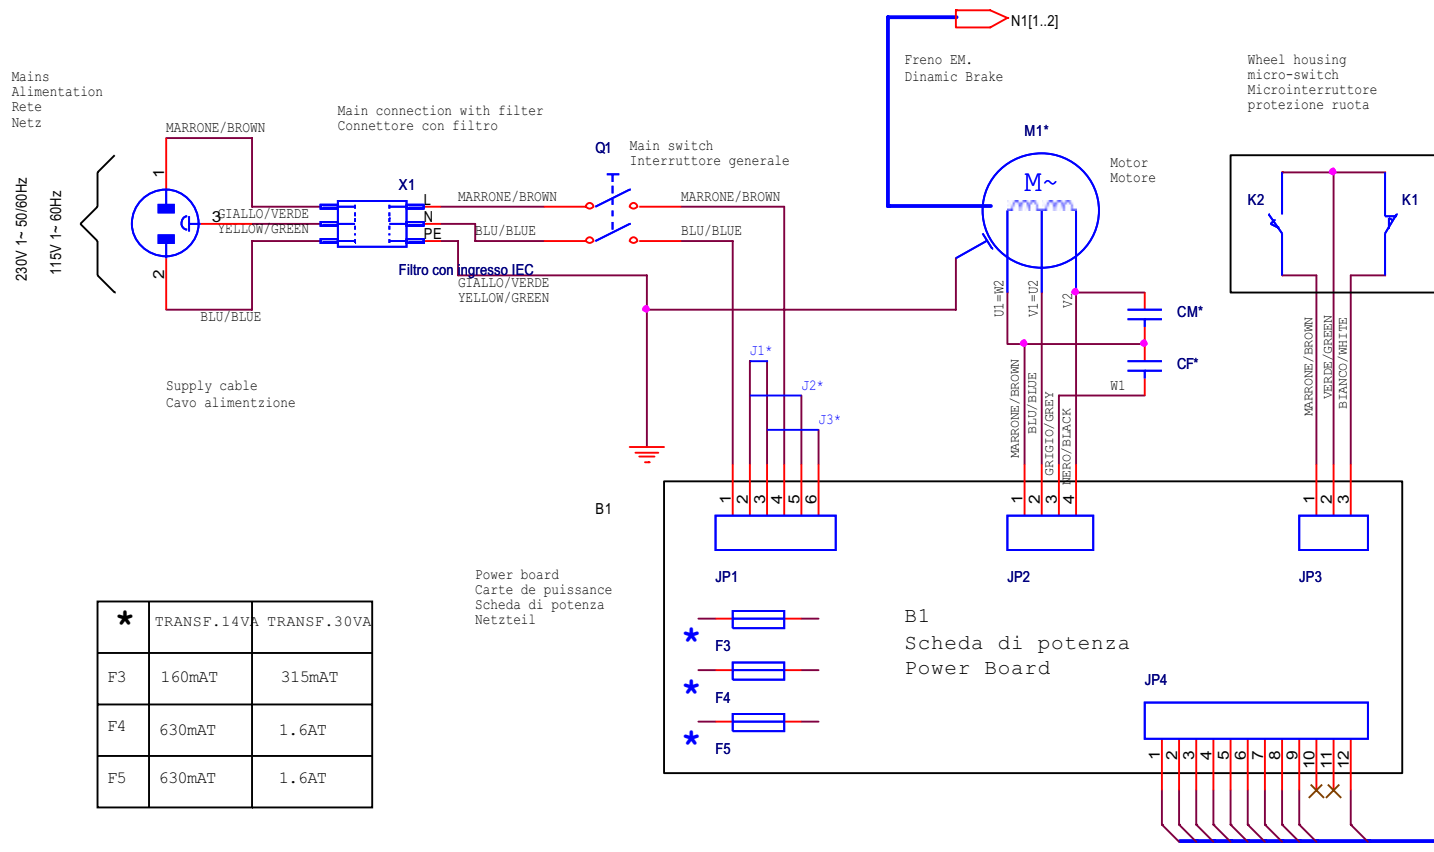 N1[1..2]
Freno EM.
Dinamic Brake
Wheel housing
micro-switch
Microinterruttore
protezione ruota
Mains
Alimentation
Rete
Netz
MARRONE/BROWN
Main connection with filter
Connettore con filtro
Q1
Main switch
Interruttore generale
M1*
Motor
Motore
M~
230V 1~ 50/60Hz
115V 1~ 60Hz
1
2
3
GIALLO/VERDE
YELLOW/GREEN
BLU/BLUE
X1
L
N
PE
MARRONE/BROWN
BLU/BLUE
MARRONE/BROWN
BLU/BLUE
Filtro con ingresso IEC
GIALLO/VERDE
YELLOW/GREEN
K2
K1
U1=W2
V1=U2
V2
CM*
CF*
W1
MARRONE/BROWN
BLU/BLUE
GRIGIO/GREY
NERO/BLACK
MARRONE/BROWN
VERDE/GREEN
BIANCO/WHITE
Supply cable
Cavo alimentzione
J1*
J2*
J3*
B1
1
2
3
4
5
6
JP1
1
2
3
4
JP2
1
2
3
JP3
Power board
Carte de puissance
Scheda di potenza
Netzteil
B1
Scheda di potenza
Power Board
* F3
* F4
* F5
JP4
1
2
3
4
5
6
7
8
9
10
11
12
* TRANSF.14VA TRANSF.30VA
F3 160mAT 315mAT
F4 630mAT 1.6AT
F5 630mAT 1.6AT